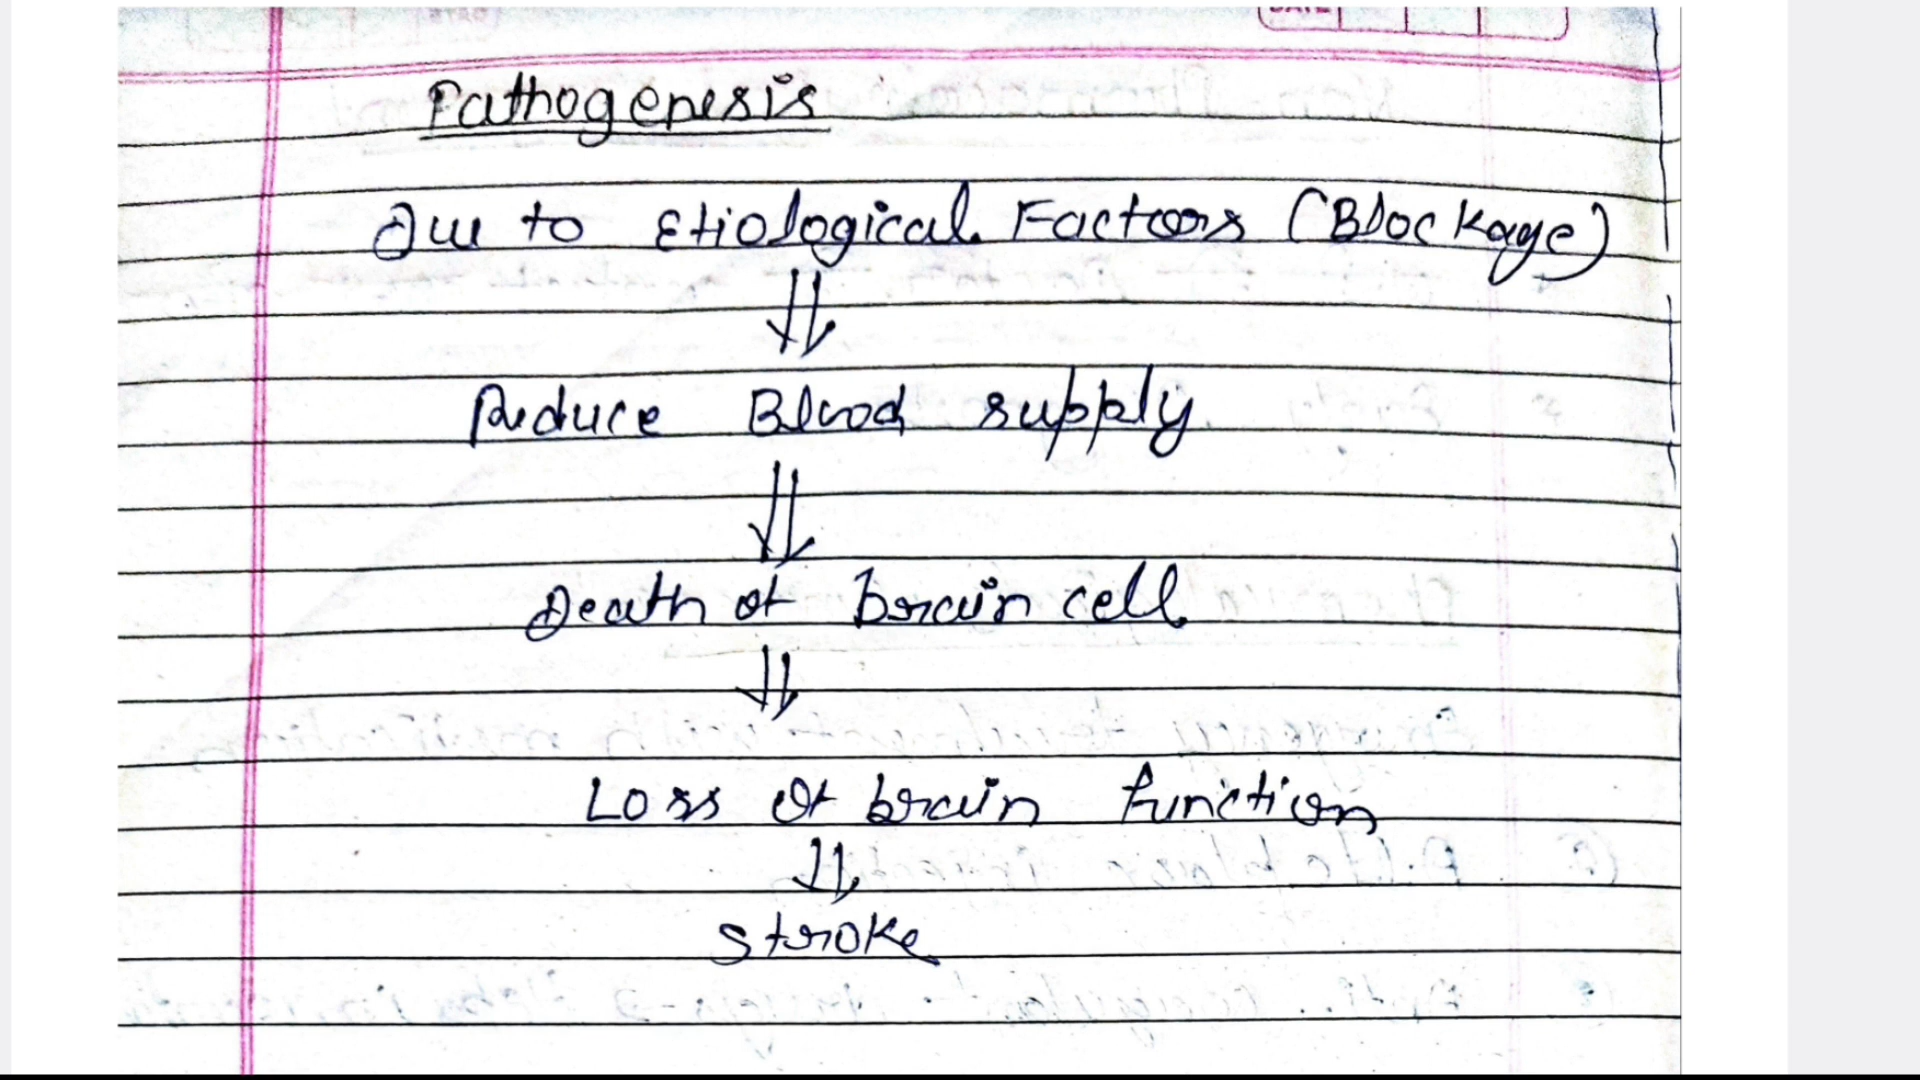 Pathogenesis
Due to Etiological Factors (Blockage)
⇓
Reduce Blood supply
⇓
Death of brain cell
⇓
Loss of brain function
⇓
Stroke